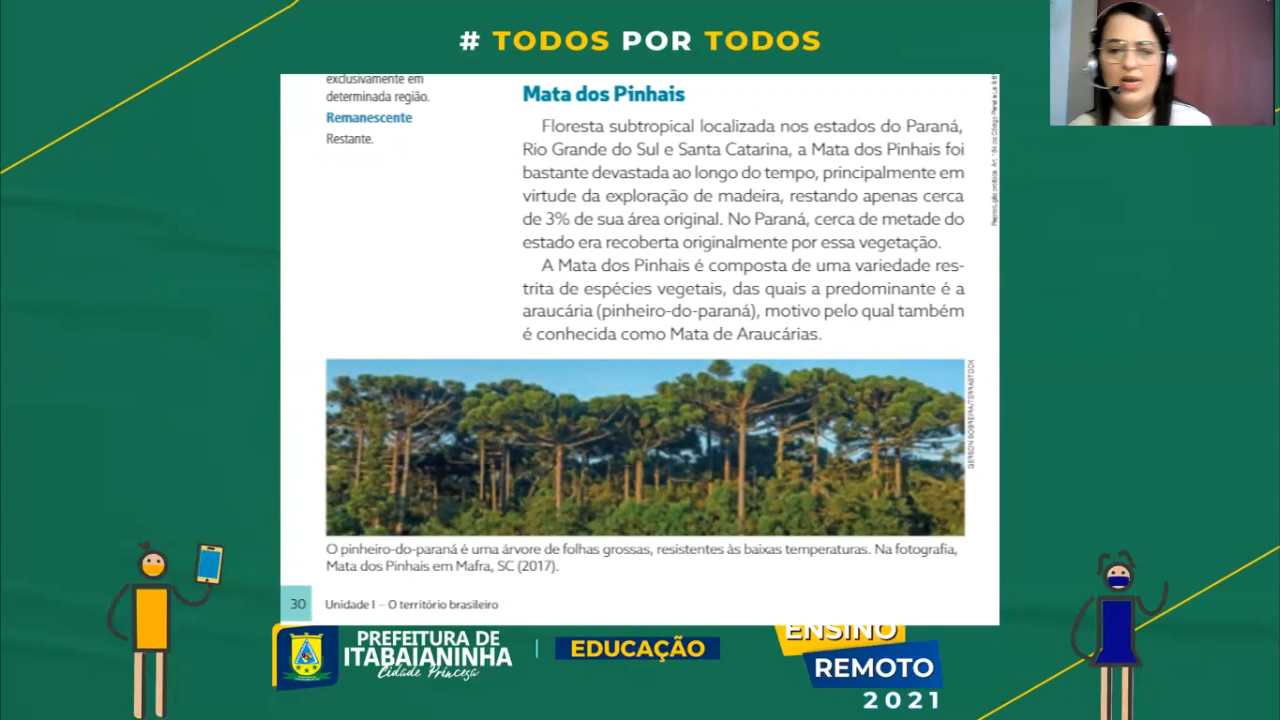 # TODOS POR TODOS
exclusivamente em
determinada região.
Remanescente
Restante.
Mata dos Pinhais
Floresta subtropical localizada nos estados do Paraná,
Rio Grande do Sul e Santa Catarina, a Mata dos Pinhais foi
bastante devastada ao longo do tempo, principalmente em
virtude da exploração de madeira, restando apenas cerca
de 3% de sua área original. No Paraná, cerca de metade do
estado era recoberta originalmente por essa vegetação.
A Mata dos Pinhais é composta de uma variedade res-
trita de espécies vegetais, das quais a predominante é a
araucária (pinheiro-do-paraná), motivo pelo qual também
é conhecida como Mata de Araucárias.
GERSON SOBREIRA/TERRASTOCK
O pinheiro-do-paraná é uma árvore de folhas grossas, resistentes às baixas temperaturas. Na fotografia,
Mata dos Pinhais em Mafra, SC (2017).
30 Unidade I – O território brasileiro
PREFEITURA DE
ITABAIANINHA
Cidade Princesa
EDUCAÇÃO
ENSINO
REMOTO
2021